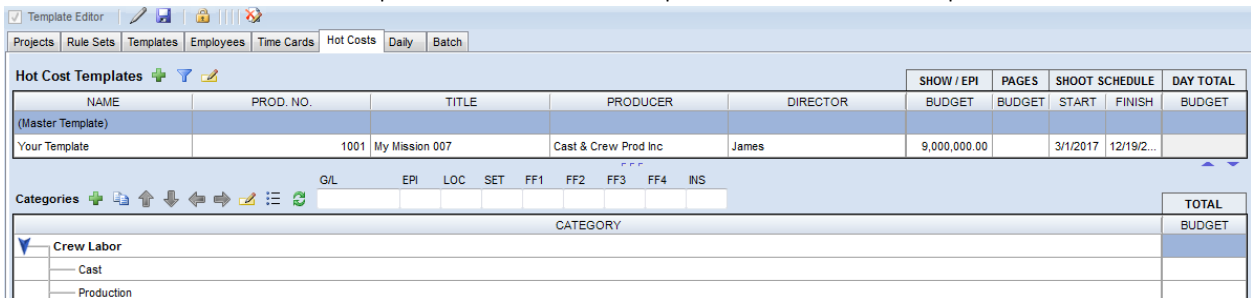 Template Editor
Projects Rule Sets Templates Employees Time Cards Hot Costs Daily Batch
Hot Cost Templates SHOW / EPI PAGES SHOOT SCHEDULE DAY TOTAL
NAME PROD. NO. TITLE PRODUCER DIRECTOR BUDGET BUDGET START FINISH BUDGET
(Master Template)
Your Template 1001 My Mission 007 Cast & Crew Prod Inc James 9,000,000.00 3/1/2017 12/19/2...
G/L EPI LOC SET FF1 FF2 FF3 FF4 INS
Categories TOTAL
CATEGORY BUDGET
Crew Labor
Cast
Production